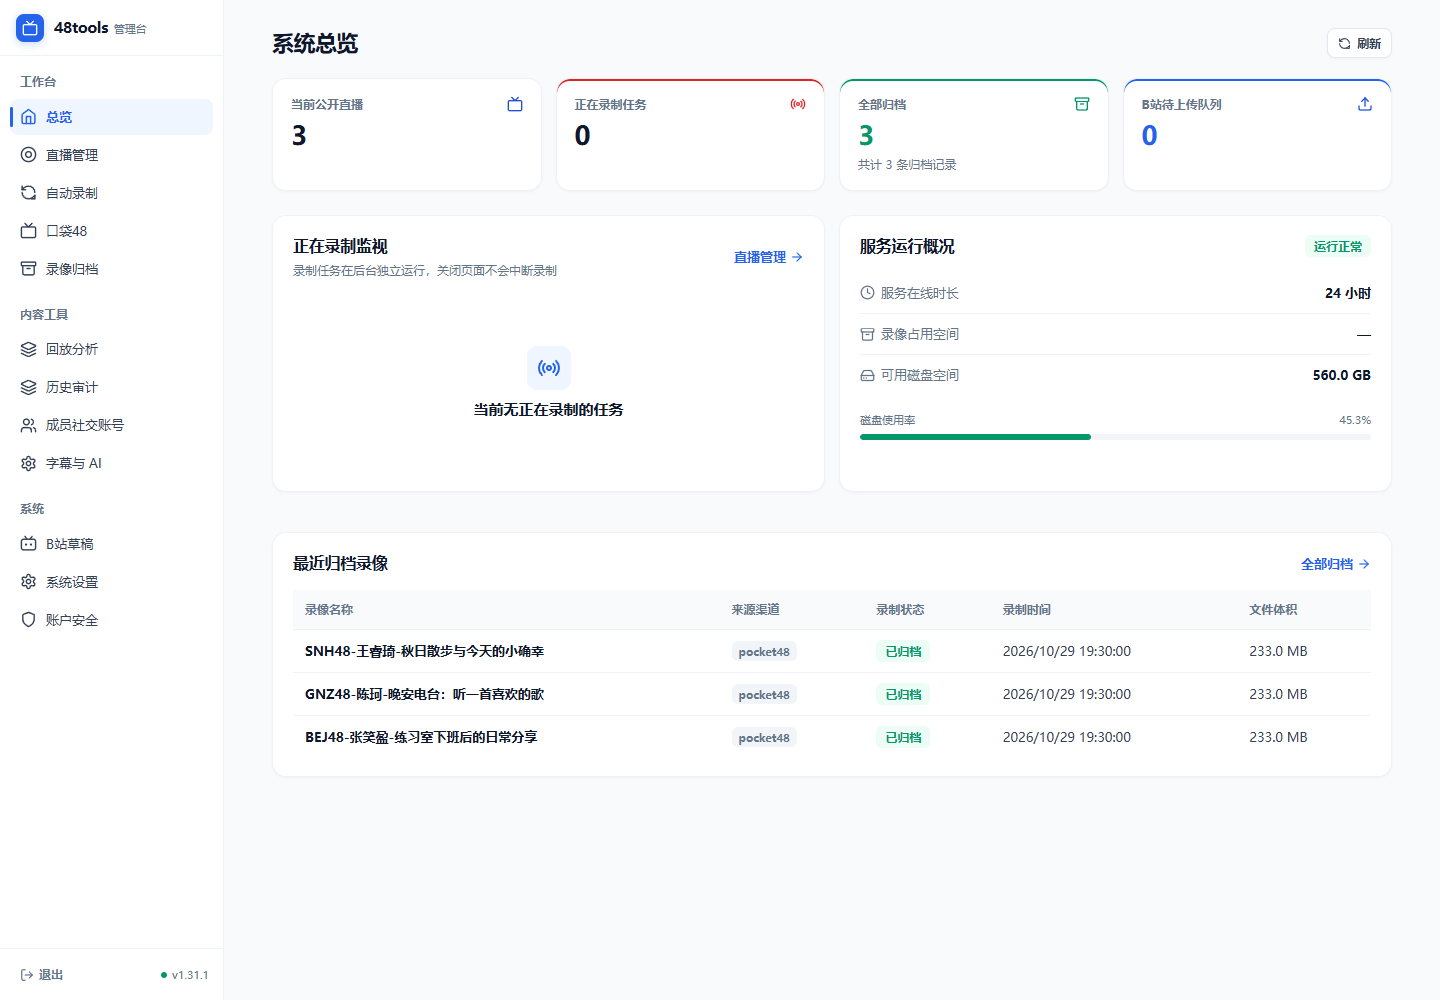 48tools 管理台
工作台
总览
直播管理
自动录制
口袋48
录像归档
内容工具
回放分析
历史审计
成员社交账号
字幕与 AI
系统
B站草稿
系统设置
账户安全
退出
v1.31.1
系统总览
刷新
当前公开直播
3
正在录制任务
0
全部归档
3
共计 3 条归档记录
B站待上传队列
0
正在录制监视
录制任务在后台独立运行，关闭页面不会中断录制
直播管理
当前无正在录制的任务
服务运行概况
运行正常
服务在线时长 24 小时
录像占用空间 —
可用磁盘空间 560.0 GB
磁盘使用率 45.3%
最近归档录像
全部归档
录像名称 来源渠道 录制状态 录制时间 文件体积
SNH48-王睿琦-秋日散步与今天的小确幸 pocket48 已归档 2026/10/29 19:30:00 233.0 MB
GNZ48-陈珂-晚安电台：听一首喜欢的歌 pocket48 已归档 2026/10/29 19:30:00 233.0 MB
BEJ48-张笑盈-练习室下班后的日常分享 pocket48 已归档 2026/10/29 19:30:00 233.0 MB